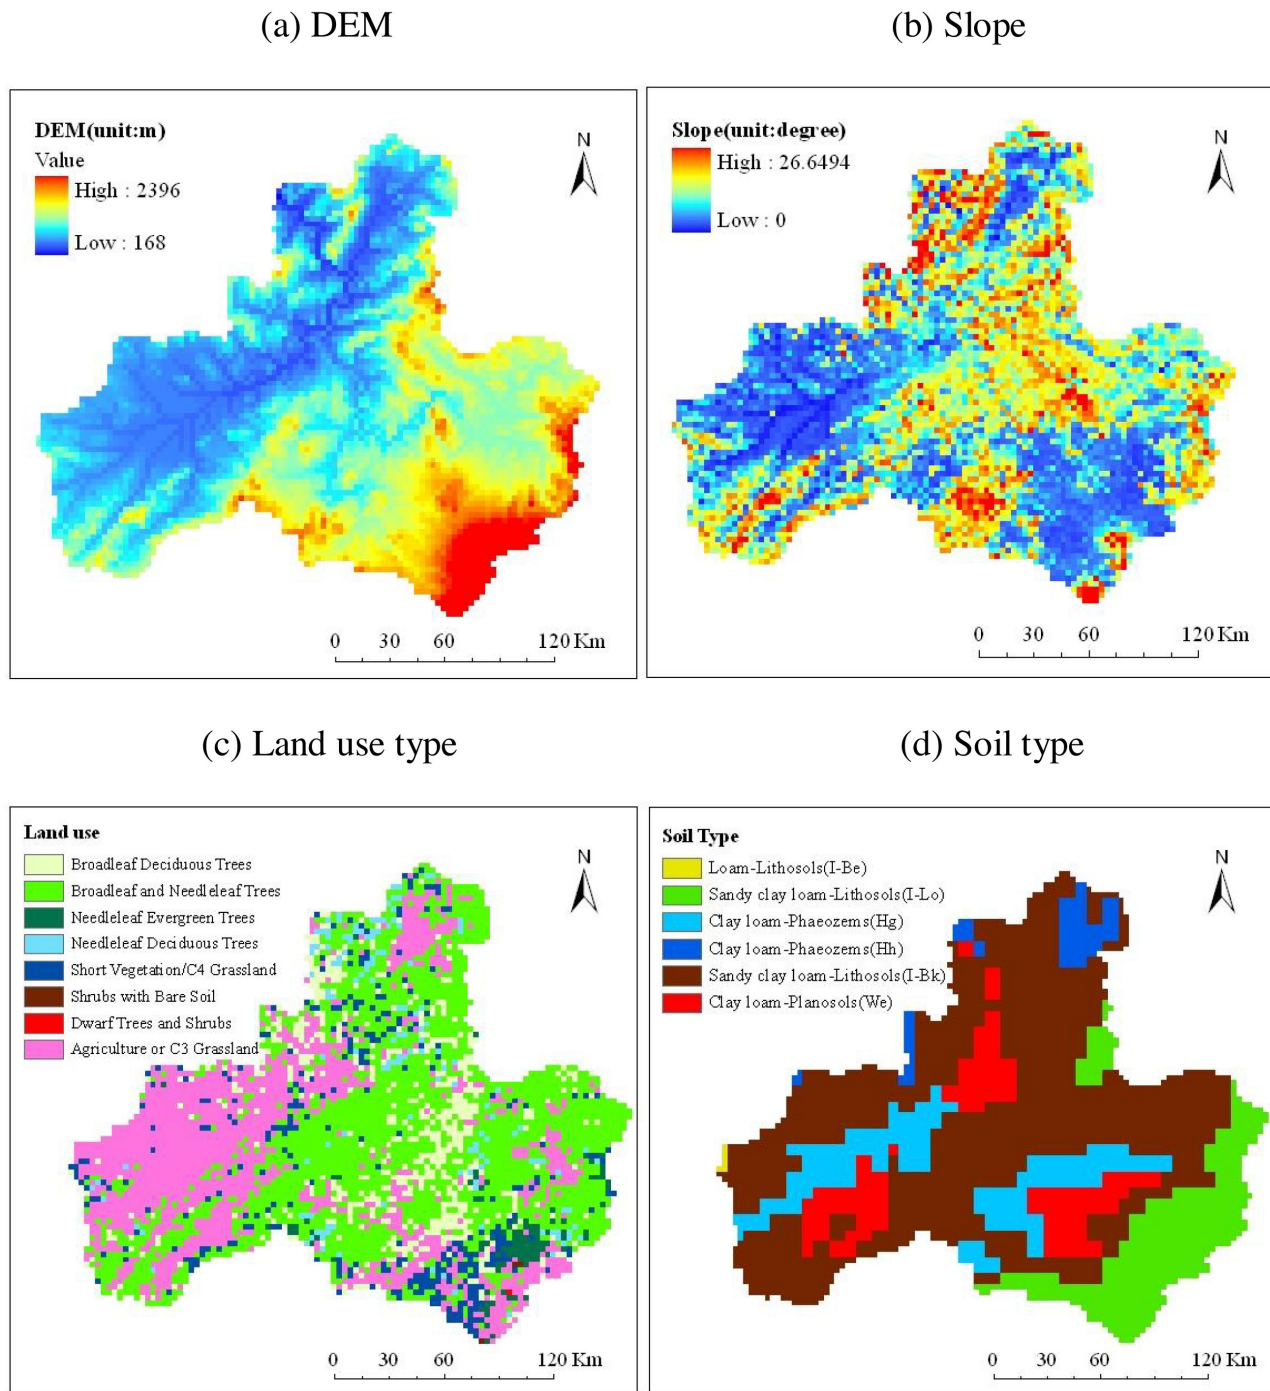 (a) DEM
(b) Slope
DEM(unit:m)
Value
High : 2396
Low : 168
N
0 30 60 120 Km
Slope(unit:degree)
High : 26.6494
Low : 0
N
0 30 60 120 Km
(c) Land use type
(d) Soil type
Land use
Broadleaf Deciduous Trees
Broadleaf and Needleleaf Trees
Needleleaf Evergreen Trees
Needleleaf Deciduous Trees
Short Vegetation/C4 Grassland
Shrubs with Bare Soil
Dwarf Trees and Shrubs
Agriculture or C3 Grassland
N
0 30 60 120 Km
Soil Type
Loam-Lithosols(I-Be)
Sandy clay loam-Lithosols(I-Lo)
Clay loam-Phaeozems(Hg)
Clay loam-Phaeozems(Hh)
Sandy clay loam-Lithosols(I-Bk)
Clay loam-Planosols(We)
N
0 30 60 120 Km